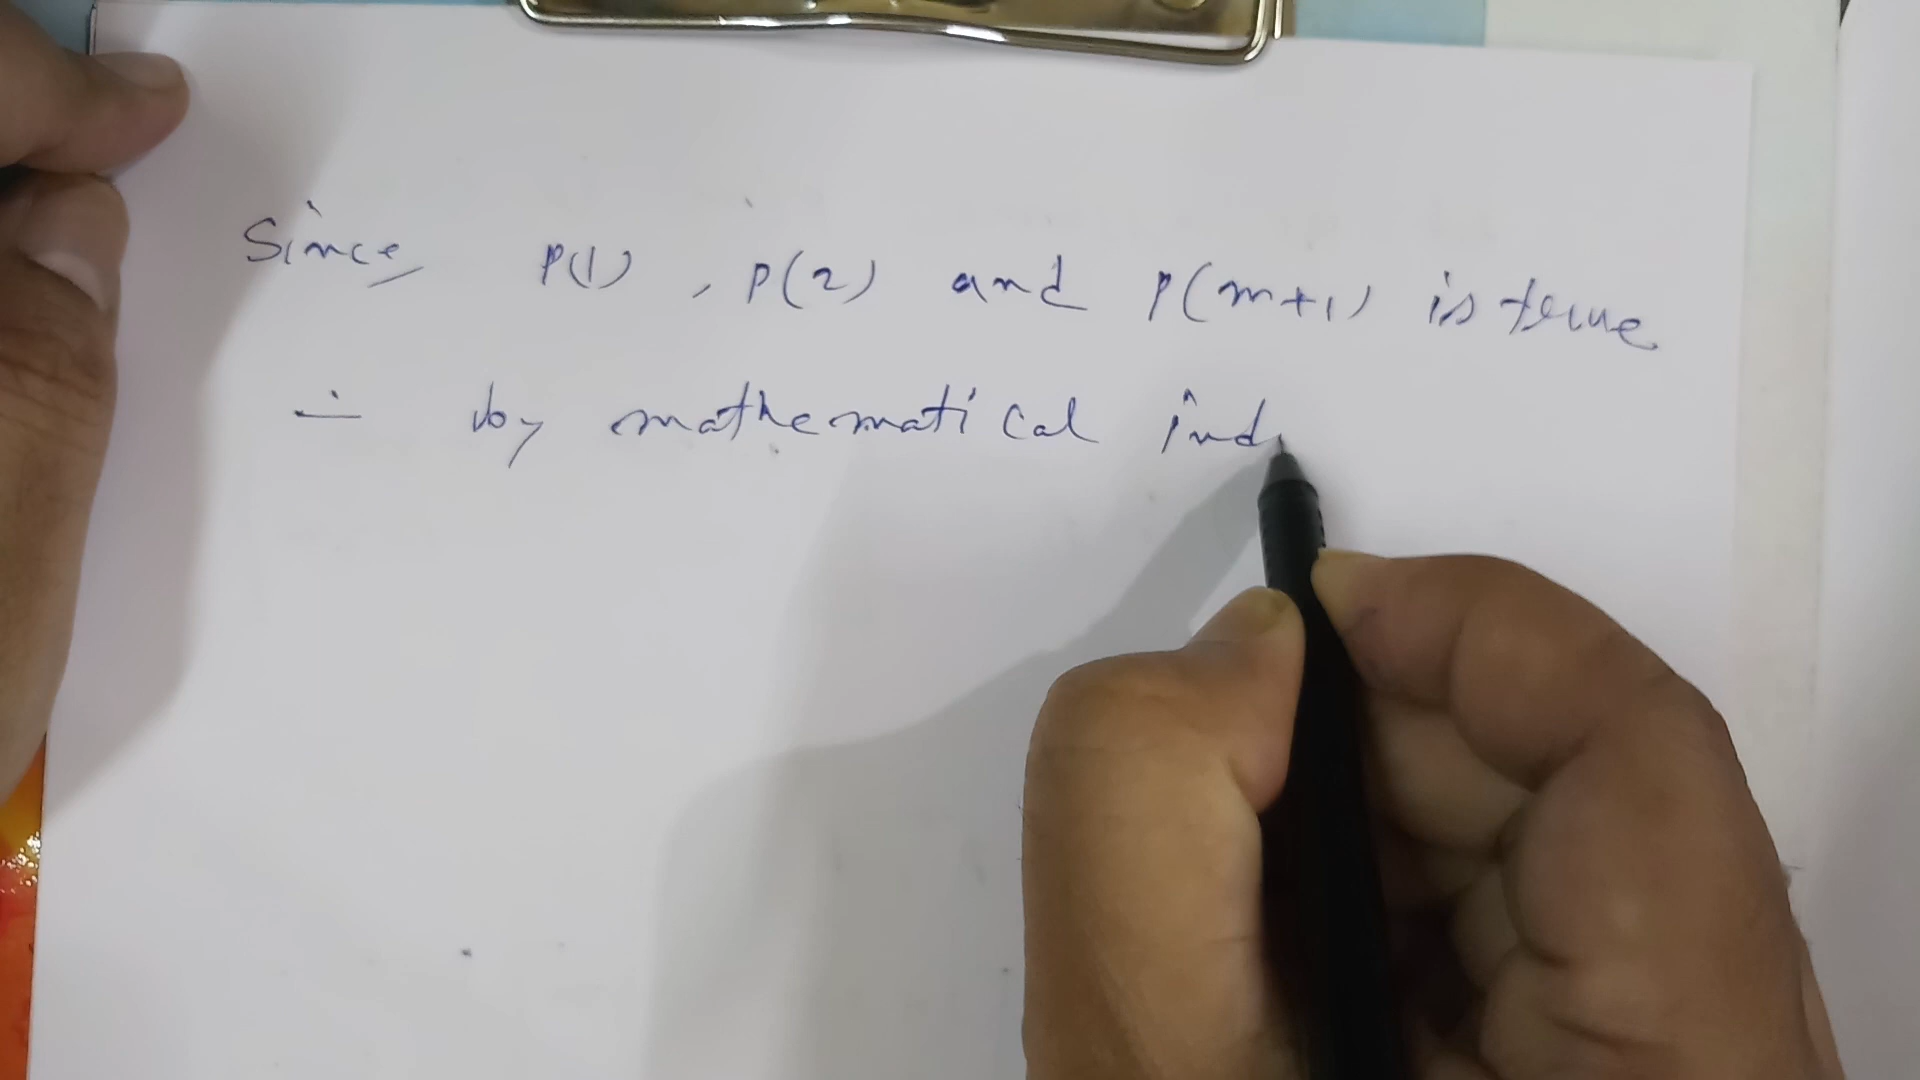 Since, P(1), P(2) and P(m+1) is true
∴ by mathematical ind